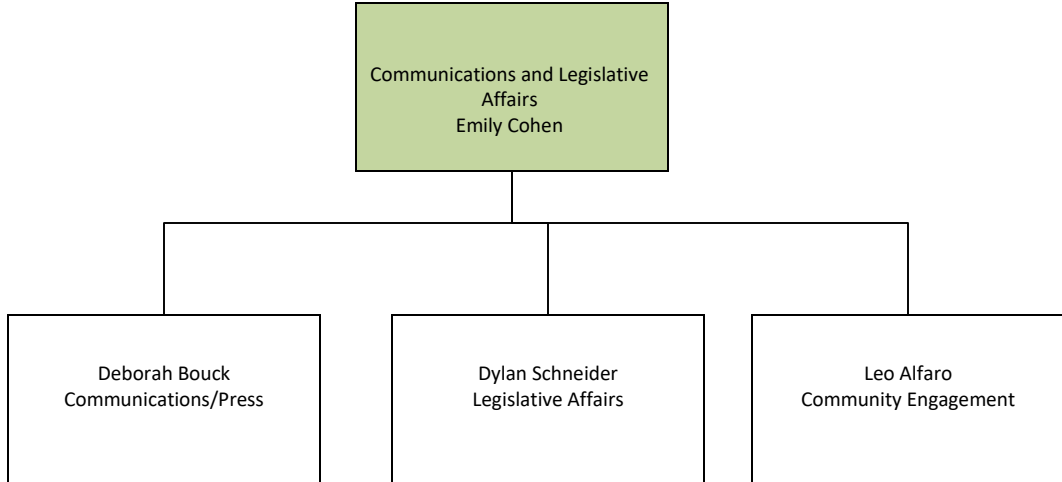 Communications and Legislative
Affairs
Emily Cohen
Deborah Bouck
Communications/Press
Dylan Schneider
Legislative Affairs
Leo Alfaro
Community Engagement